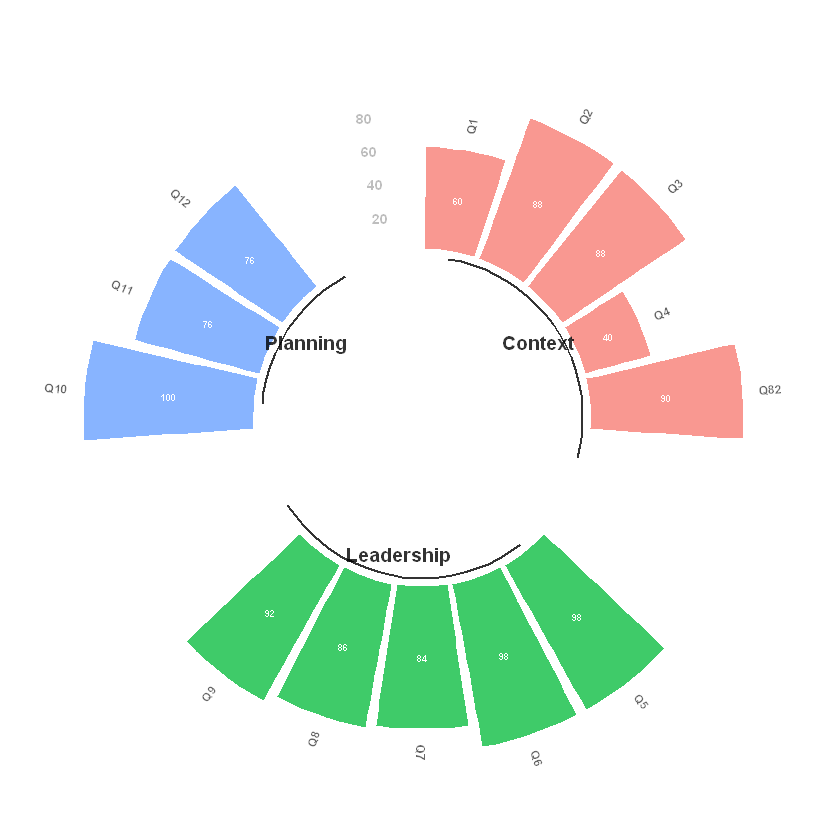 80
60
40
20
Q1
Q2
Q3
Q4
Q82
60
88
88
40
90
Context
Q5
Q6
Q7
Q8
Q9
98
98
84
86
92
Leadership
Q10
Q11
Q12
100
76
76
Planning